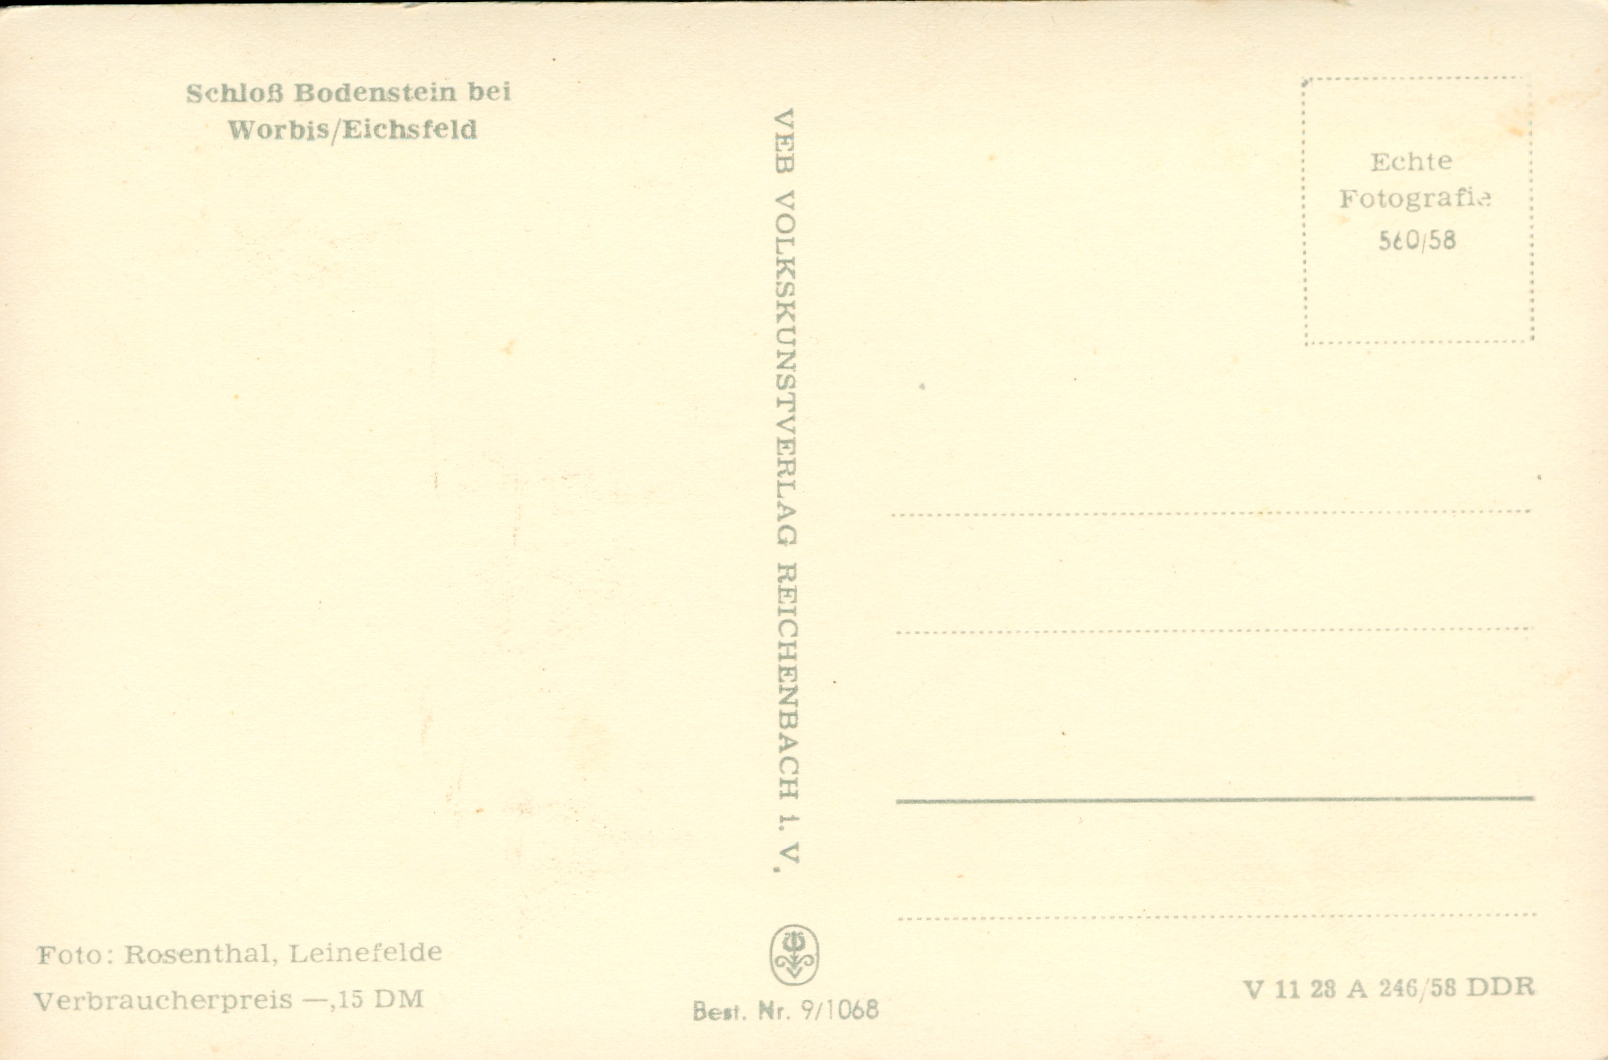 Schloß Bodenstein bei
Worbis/Eichsfeld
VEB VOLKSKUNSTVERLAG REICHENBACH i. V.
Echte
Fotografie
560/58
Foto: Rosenthal, Leinefelde
Verbraucherpreis —,15 DM
Best. Nr. 9/1068
V 11 28 A 246/58 DDR